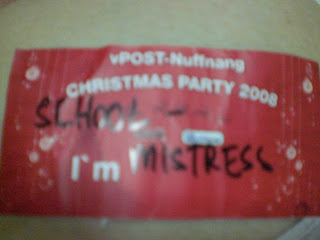 vPOST-Nuffnang
CHRISTMAS PARTY 2008
SCHOOL
I'm MISTRESS